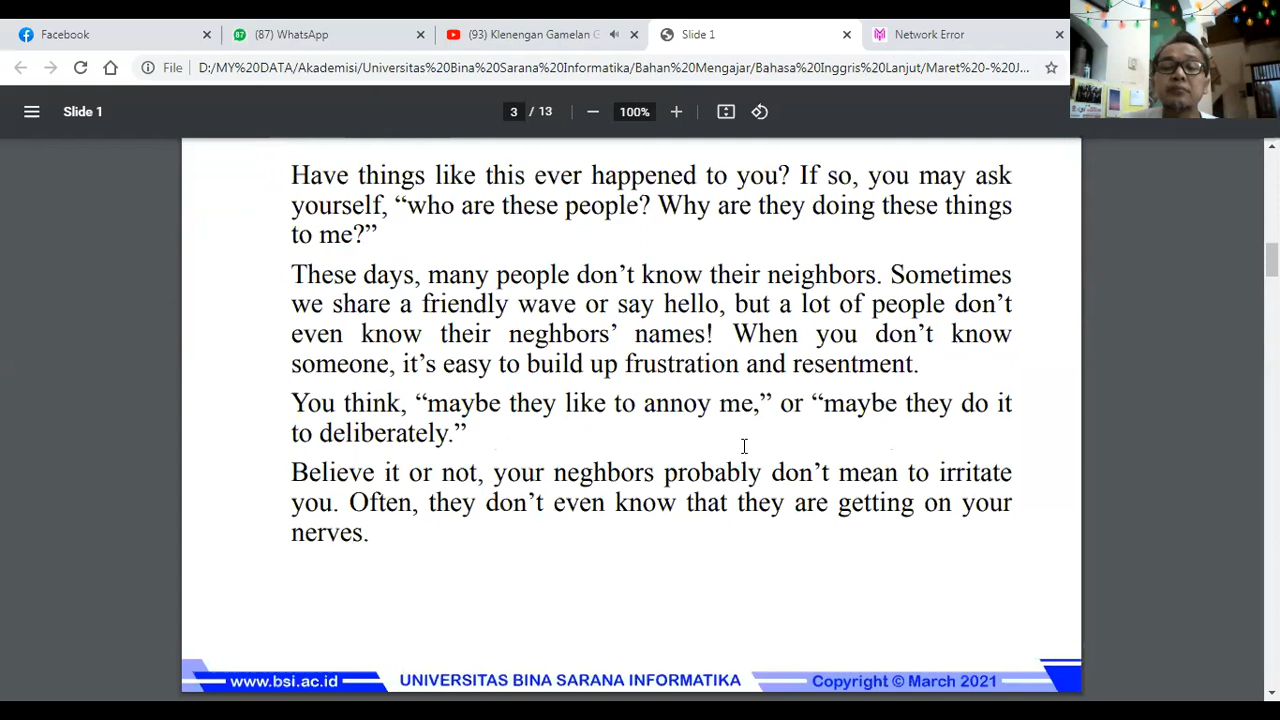 Facebook
(87) WhatsApp
(93) Klenengan Gamelan G
Slide 1
Network Error
File
D:/MY%20DATA/Akademisi/Universitas%20Bina%20Sarana%20Informatika/Bahan%20Mengajar/Bahasa%20Inggris%20Lanjut/Maret%20-%20J...
Slide 1
3 / 13
100%
Have things like this ever happened to you? If so, you may ask
yourself, “who are these people? Why are they doing these things
to me?”
These days, many people don’t know their neighbors. Sometimes
we share a friendly wave or say hello, but a lot of people don’t
even know their neghbors’ names! When you don’t know
someone, it’s easy to build up frustration and resentment.
You think, “maybe they like to annoy me,” or “maybe they do it
to deliberately.”
Believe it or not, your neghbors probably don’t mean to irritate
you. Often, they don’t even know that they are getting on your
nerves.
www.bsi.ac.id
UNIVERSITAS BINA SARANA INFORMATIKA
Copyright © March 2021